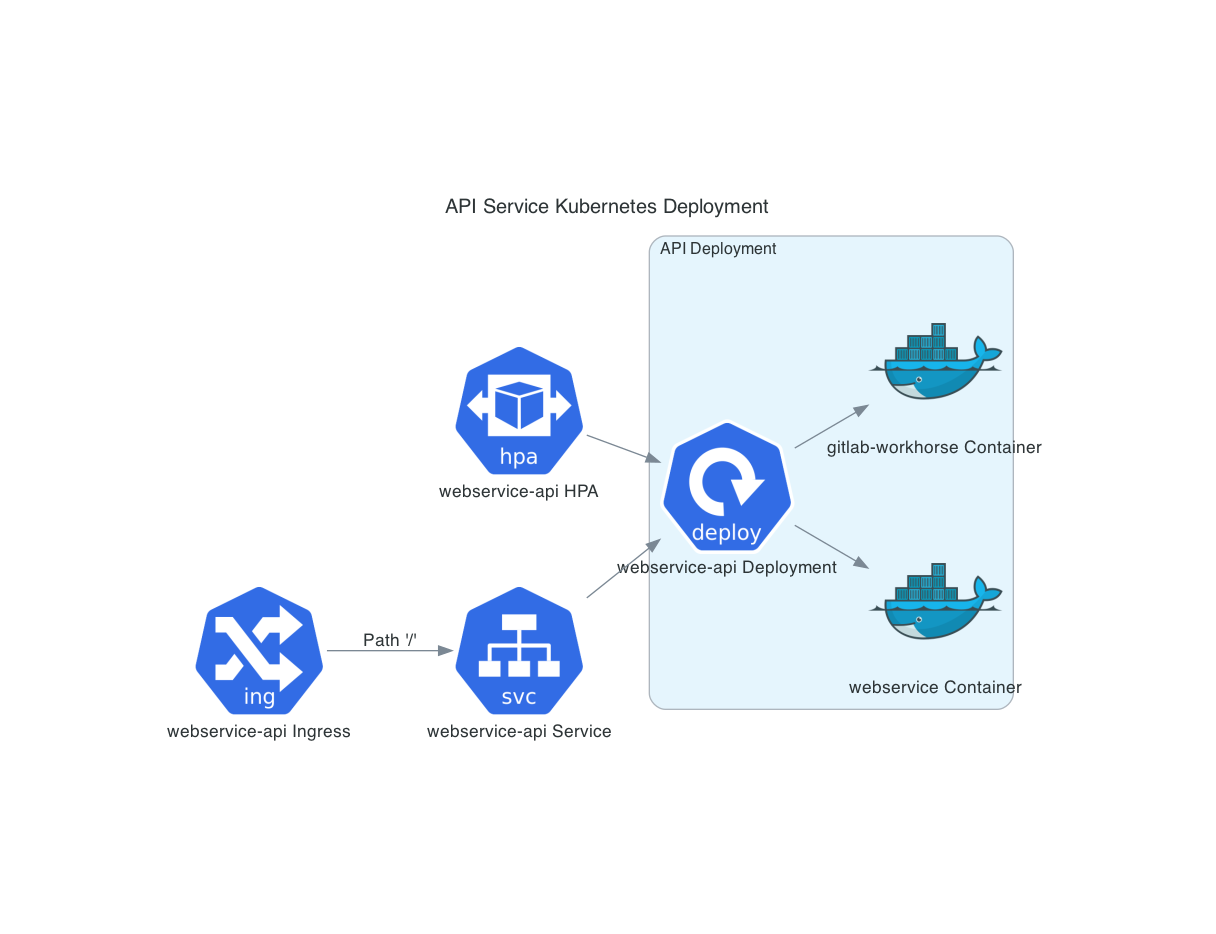 API Service Kubernetes Deployment
API Deployment
hpa
webservice-api HPA
gitlab-workhorse Container
deploy
webservice-api Deployment
Path '/'
ing
webservice-api Ingress
svc
webservice-api Service
webservice Container